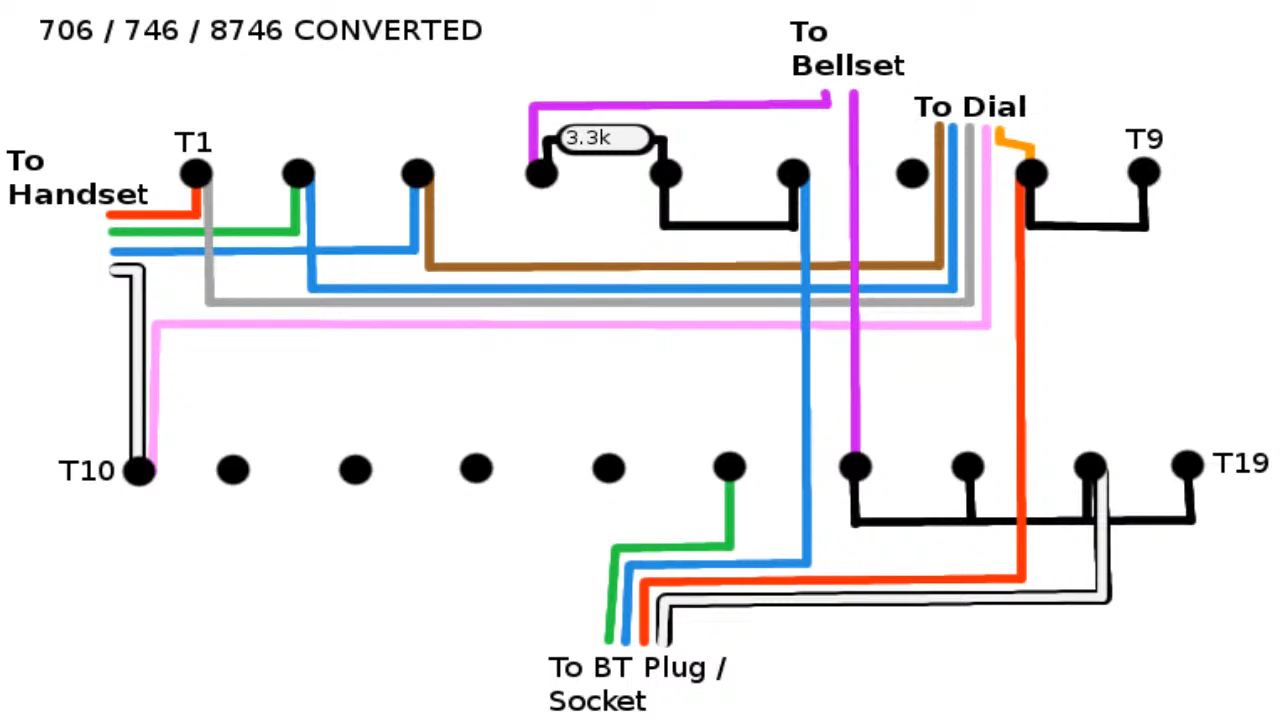 706 / 746 / 8746 CONVERTED
To
Bellset
To Dial
T1
3.3k
T9
To
Handset
T10
T19
To BT Plug /
Socket